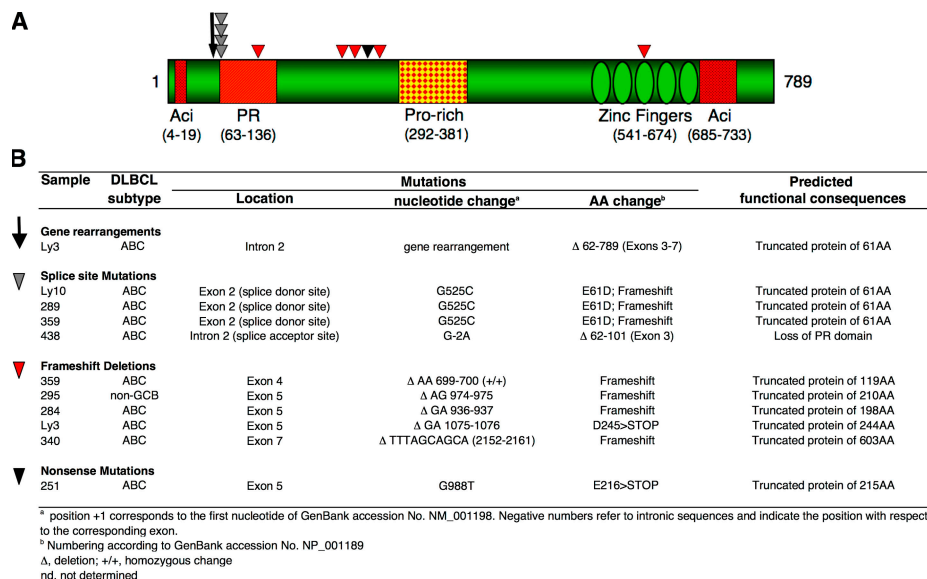 A
1
789
Aci
(4-19)
PR
(63-136)
Pro-rich
(292-381)
Zinc Fingers
(541-674)
Aci
(685-733)
B
Sample DLBCL subtype Mutations Predicted functional consequences
Location nucleotide changeᵃ AA changeᵇ
Gene rearrangements
Ly3 ABC Intron 2 gene rearrangement Δ 62-789 (Exons 3-7) Truncated protein of 61AA
Splice site Mutations
Ly10 ABC Exon 2 (splice donor site) G525C E61D; Frameshift Truncated protein of 61AA
289 ABC Exon 2 (splice donor site) G525C E61D; Frameshift Truncated protein of 61AA
359 ABC Exon 2 (splice donor site) G525C E61D; Frameshift Truncated protein of 61AA
438 ABC Intron 2 (splice acceptor site) G-2A Δ 62-101 (Exon 3) Loss of PR domain
Frameshift Deletions
359 ABC Exon 4 Δ AA 699-700 (+/+) Frameshift Truncated protein of 119AA
295 non-GCB Exon 5 Δ AG 974-975 Frameshift Truncated protein of 210AA
284 ABC Exon 5 Δ GA 936-937 Frameshift Truncated protein of 198AA
Ly3 ABC Exon 5 Δ GA 1075-1076 D245>STOP Truncated protein of 244AA
340 ABC Exon 7 Δ TTTAGCAGCA (2152-2161) Frameshift Truncated protein of 603AA
Nonsense Mutations
251 ABC Exon 5 G988T E216>STOP Truncated protein of 215AA
ᵃ position +1 corresponds to the first nucleotide of GenBank accession No. NM_001198. Negative numbers refer to intronic sequences and indicate the position with respect
to the corresponding exon.
ᵇ Numbering according to GenBank accession No. NP_001189
Δ, deletion; +/+, homozygous change
nd, not determined